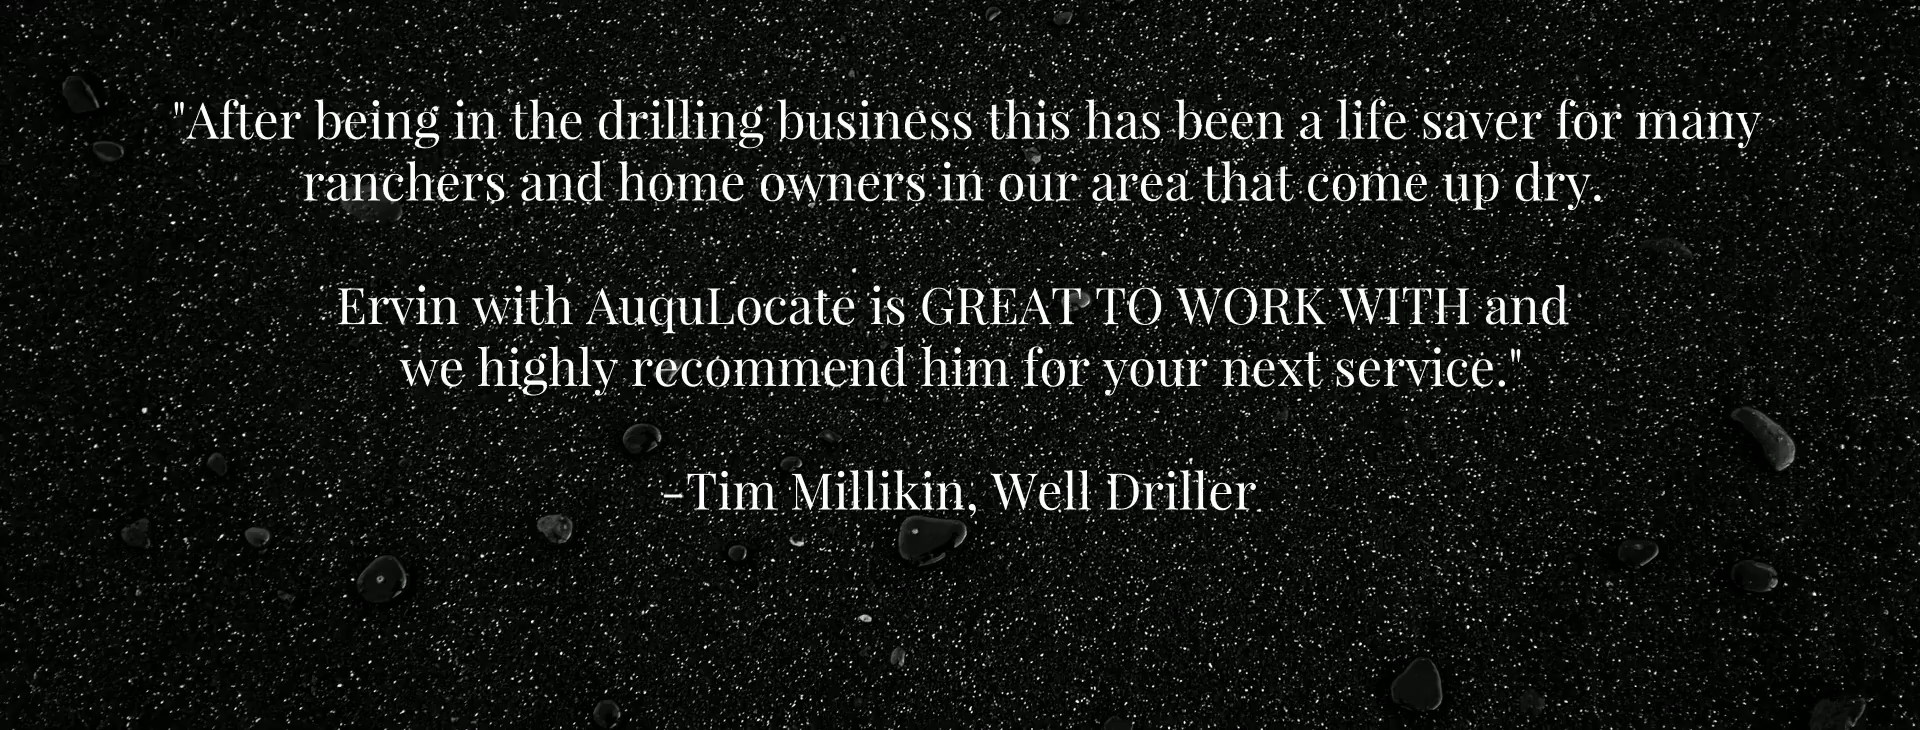 "After being in the drilling business this has been a life saver for many
ranchers and home owners in our area that come up dry.
Ervin with AuquLocate is GREAT TO WORK WITH and
we highly recommend him for your next service."
-Tim Millikin, Well Driller